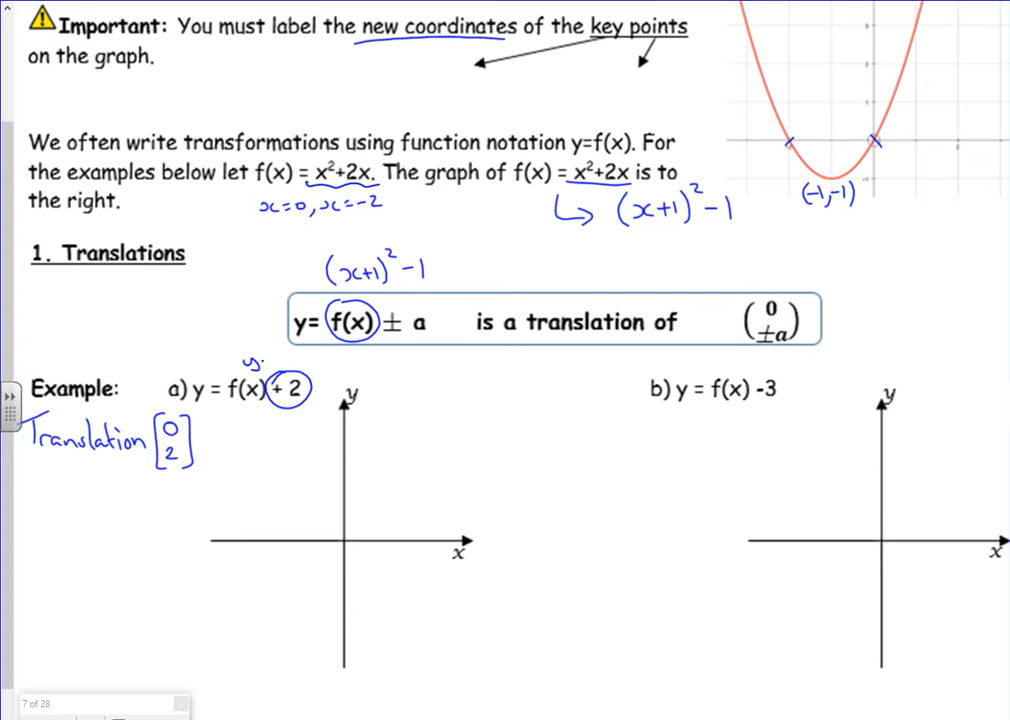 Important: You must label the new coordinates of the key points
on the graph.
We often write transformations using function notation y=f(x). For
the examples below let f(x) = x²+2x. The graph of f(x) = x²+2x is to
the right.
x=0, x=-2
(x+1)² -1
(-1,-1)
1. Translations
(x+1)² -1
y= f(x) ± a is a translation of (0 ±a)
y
Example: a) y = f(x) + 2
b) y = f(x) -3
Translation [0 2]
y
x
y
x
7 of 28